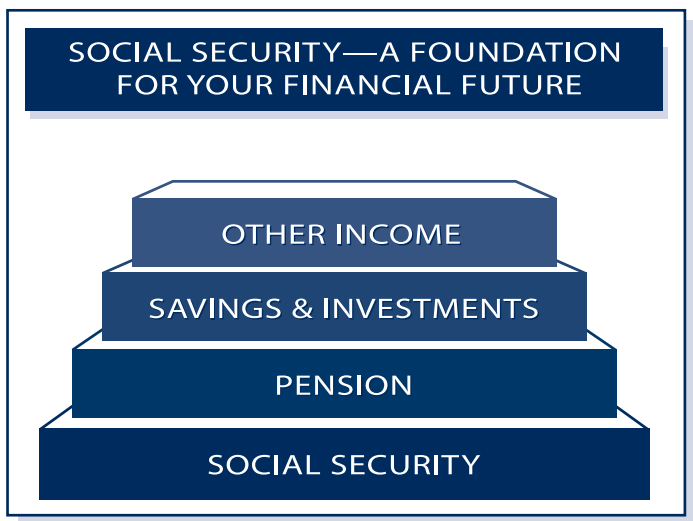 SOCIAL SECURITY—A FOUNDATION
FOR YOUR FINANCIAL FUTURE
OTHER INCOME
SAVINGS & INVESTMENTS
PENSION
SOCIAL SECURITY